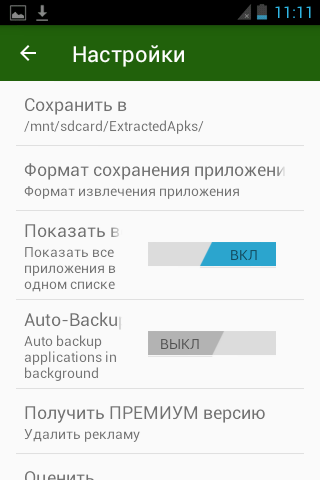 11:11
Настройки
Сохранить в
/mnt/sdcard/ExtractedApks/
Формат сохранения приложени
Формат извлечения приложения
Показать в
Показать все
приложения в
одном списке
ВКЛ
Auto-Backup
Auto backup
applications in
background
ВЫКЛ
Получить ПРЕМИУМ версию
Удалить рекламу
Оценить